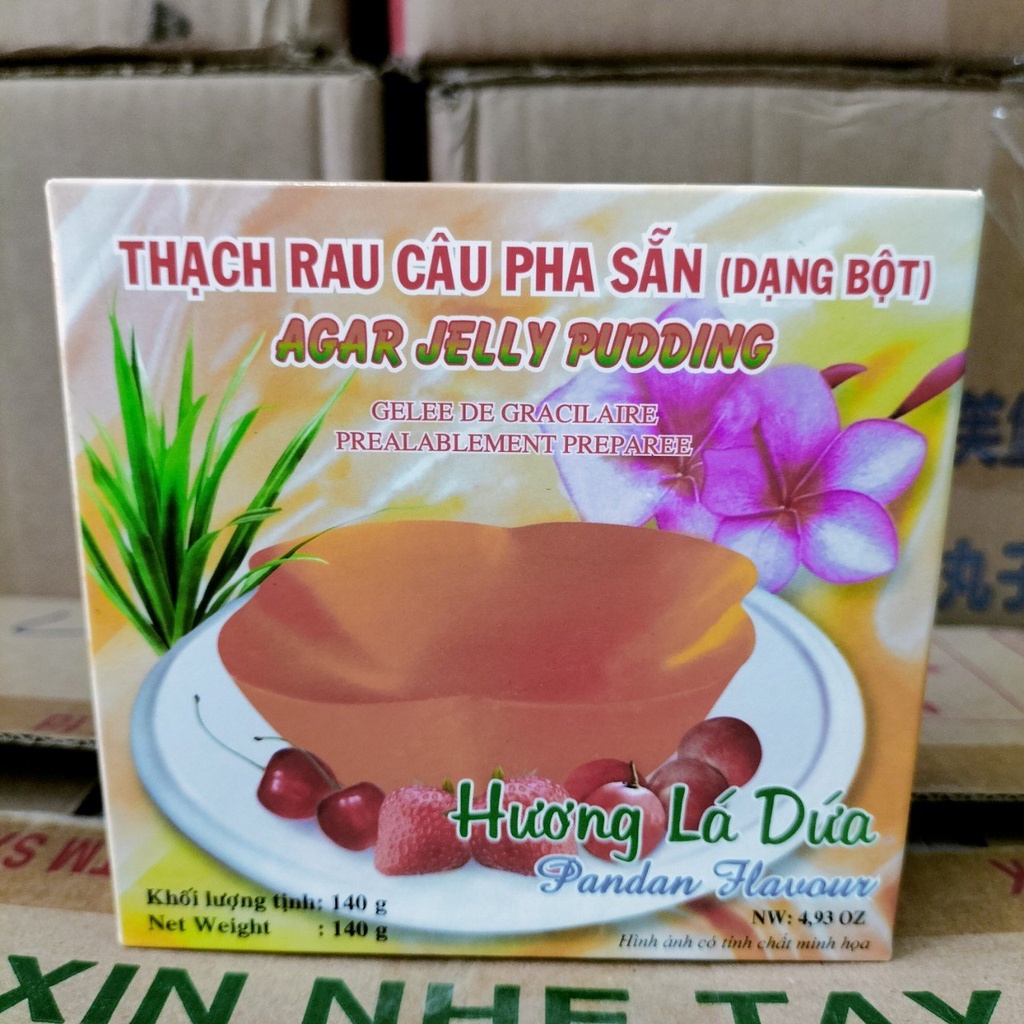 THẠCH RAU CÂU PHA SẴN (DẠNG BỘT)
AGAR JELLY PUDDING
GELEE DE GRACILAIRE
PREALABLEMENT PREPAREE
Hương Lá Dứa
Pandan Flavour
Khối lượng tịnh: 140 g
Net Weight : 140 g
NW: 4,93 OZ
Hình ảnh có tính chất minh họa
丸子
XIN NHE TAY